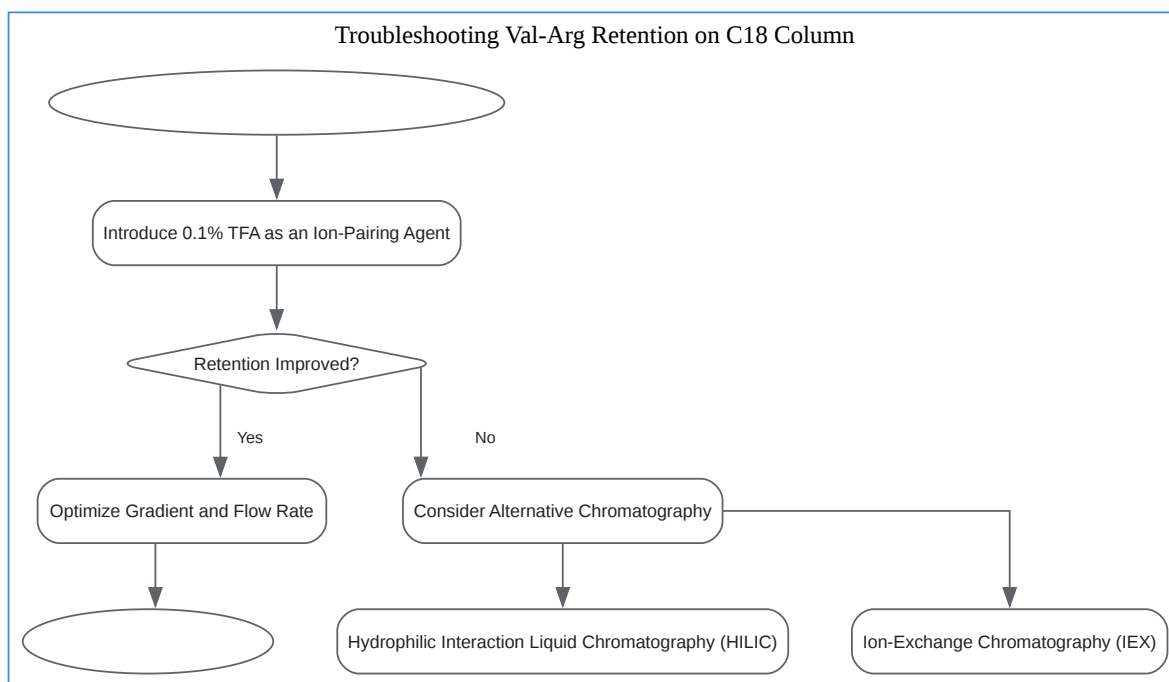 Troubleshooting Val-Arg Retention on C18 Column
Introduce 0.1% TFA as an Ion-Pairing Agent
Retention Improved?
Yes
No
Optimize Gradient and Flow Rate
Consider Alternative Chromatography
Hydrophilic Interaction Liquid Chromatography (HILIC)
Ion-Exchange Chromatography (IEX)